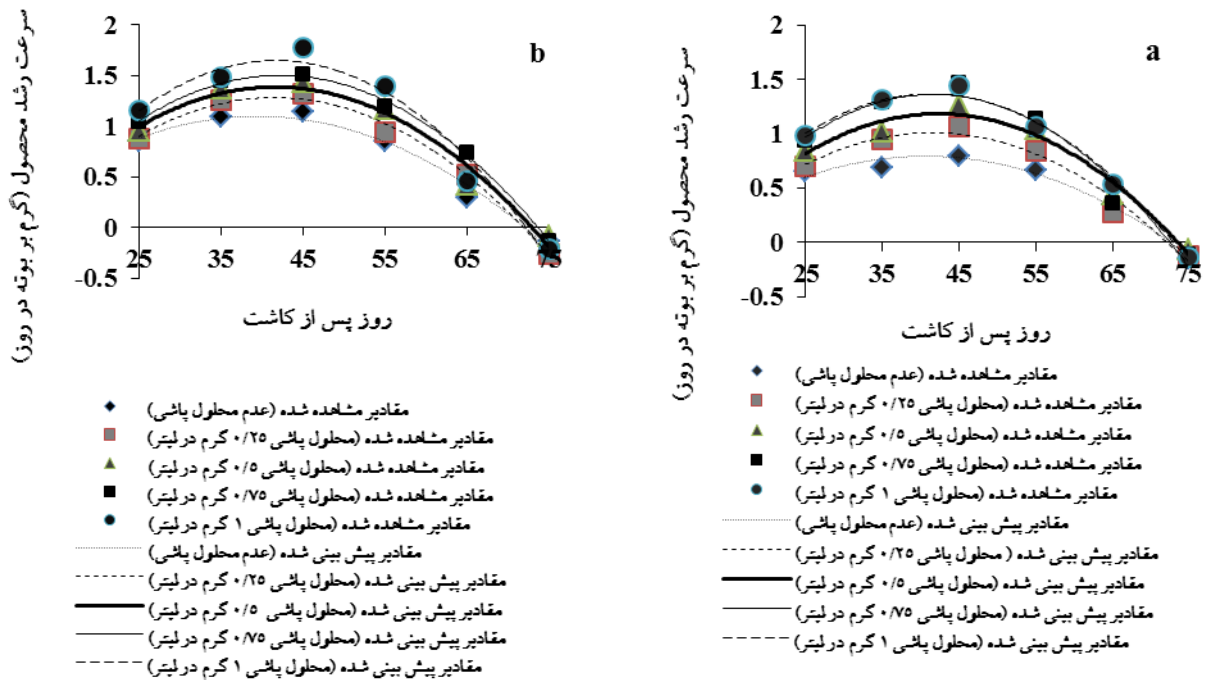 a
سرعت رشد محصول (گرم بر بوته در روز)
2
1.5
1
0.5
0
-0.5
25 35 45 55 65 75
روز پس از کاشت
مقادیر مشاهده شده (عدم محلول پاشی)
مقادیر مشاهده شده (محلول پاشی ۰/۲۵ گرم در لیتر)
مقادیر مشاهده شده (محلول پاشی ۰/۵ گرم در لیتر)
مقادیر مشاهده شده (محلول پاشی ۰/۷۵ گرم در لیتر)
مقادیر مشاهده شده (محلول پاشی ۱ گرم در لیتر)
مقادیر پیش بینی شده (عدم محلول پاشی)
مقادیر پیش بینی شده ( محلول پاشی ۰/۲۵ گرم در لیتر)
مقادیر پیش بینی شده (محلول پاشی ۰/۵ گرم در لیتر)
مقادیر پیش بینی شده (محلول پاشی ۰/۷۵ گرم در لیتر)
مقادیر پیش بینی شده (محلول پاشی ۱ گرم در لیتر)
b
سرعت رشد محصول (گرم بر بوته در روز)
2
1.5
1
0.5
0
-0.5
25 35 45 55 65 75
روز پس از کاشت
مقادیر مشاهده شده (عدم محلول پاشی)
مقادیر مشاهده شده (محلول پاشی ۰/۲۵ گرم در لیتر)
مقادیر مشاهده شده (محلول پاشی ۰/۵ گرم در لیتر)
مقادیر مشاهده شده (محلول پاشی ۰/۷۵ گرم در لیتر)
مقادیر مشاهده شده (محلول پاشی ۱ گرم در لیتر)
مقادیر پیش بینی شده (عدم محلول پاشی)
مقادیر پیش بینی شده (محلول پاشی ۰/۲۵ گرم در لیتر)
مقادیر پیش بینی شده (محلول پاشی ۰/۵ گرم در لیتر)
مقادیر پیش بینی شده (محلول پاشی ۰/۷۵ گرم در لیتر)
مقادیر پیش بینی شده (محلول پاشی ۱ گرم در لیتر)